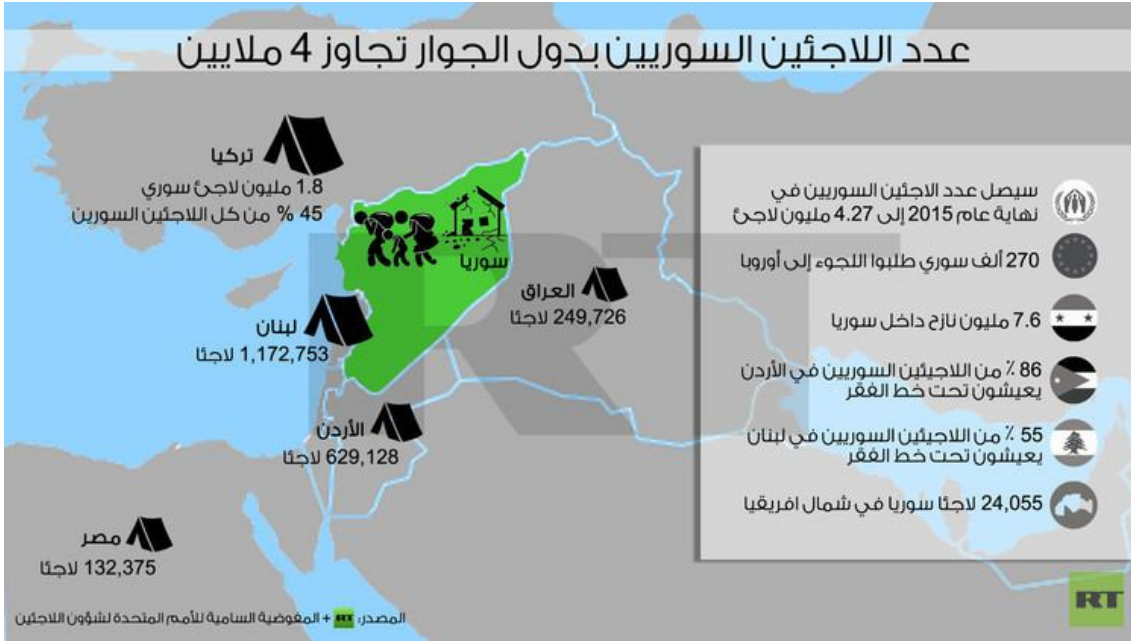 عدد اللاجئين السوريين بدول الجوار تجاوز 4 ملايين
تركيا
1.8 مليون لاجئ سوري
45 % من كل اللاجئين السورين
سوريا
العراق
249,726 لاجئا
لبنان
1,172,753 لاجئا
الأردن
629,128 لاجئا
مصر
132,375 لاجئا
سيصل عدد الاجئين السوريين في
نهاية عام 2015 إلى 4.27 مليون لاجئ
270 ألف سوري طلبوا اللجوء إلى أوروبا
7.6 مليون نازح داخل سوريا
86 ٪ من اللاجيئين السوريين في الأردن
يعيشون تحت خط الفقر
55 ٪ من اللاجيئين السوريين في لبنان
يعيشون تحت خط الفقر
24,055 لاجئا سوريا في شمال افريقيا
RT
RT
المصدر: RT + المفوضية السامية للأمم المتحدة لشؤون اللاجئين